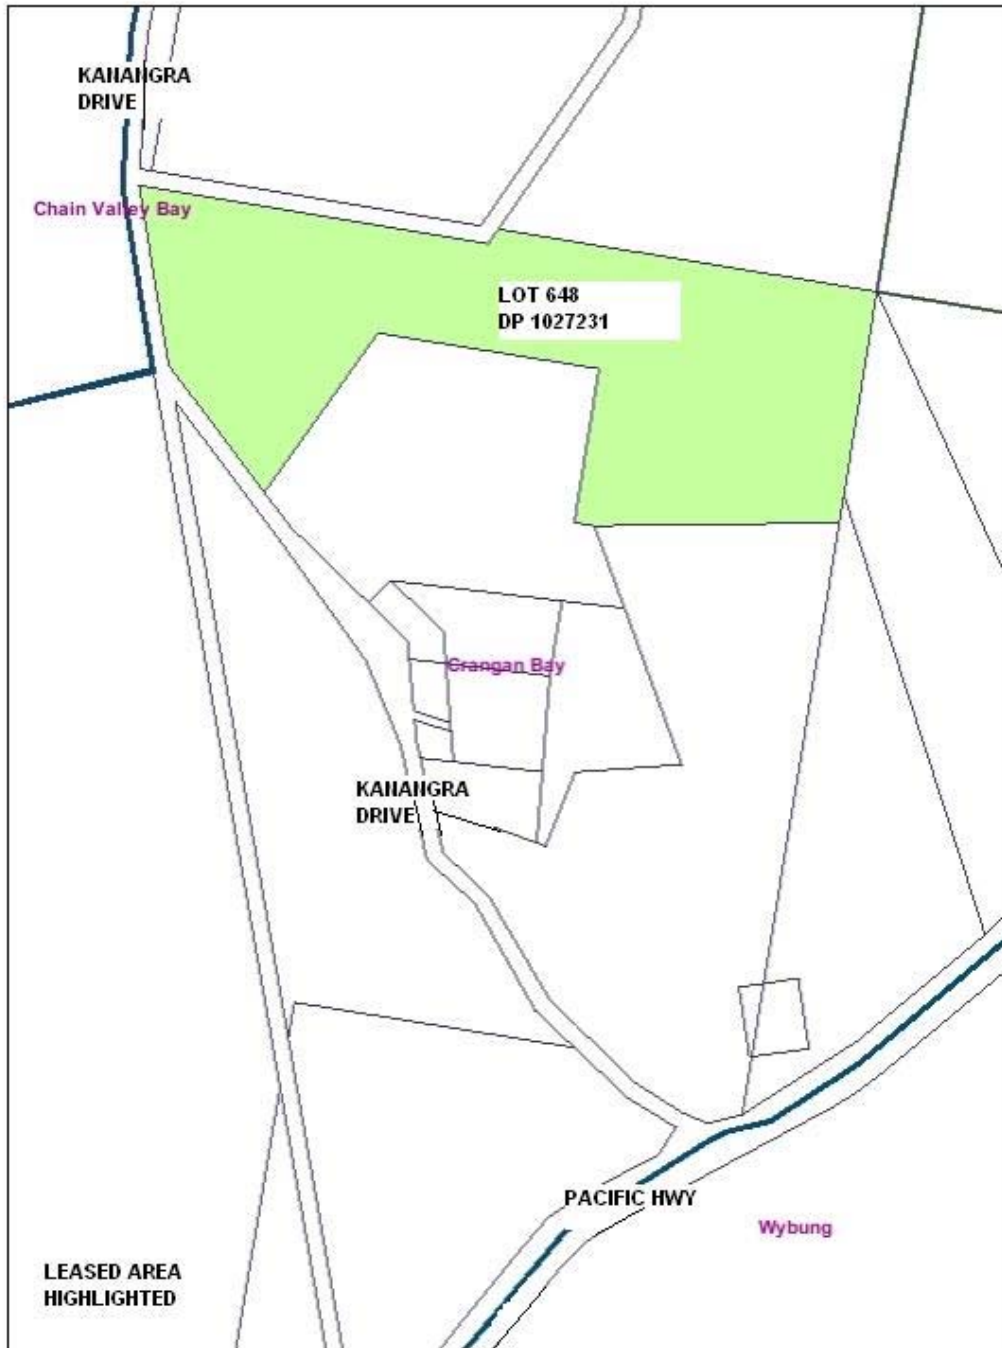 KANANGRA
DRIVE
Chain Valley Bay
LOT 648
DP 1027231
Crangan Bay
KANANGRA
DRIVE
PACIFIC HWY
Wybung
LEASED AREA
HIGHLIGHTED